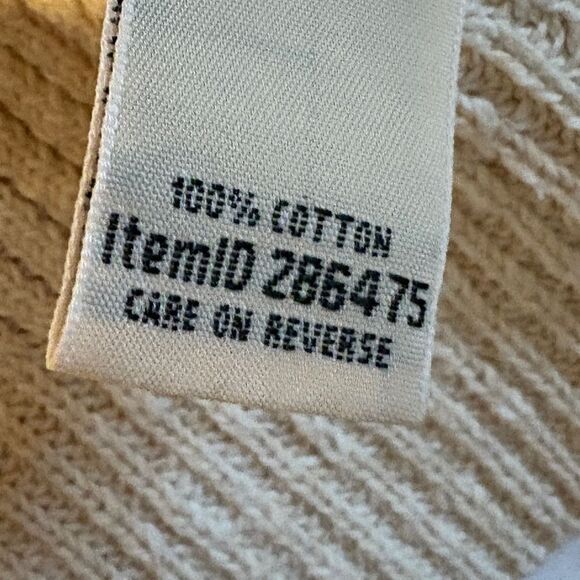 100% COTTON
ItemID 286475
CARE ON REVERSE